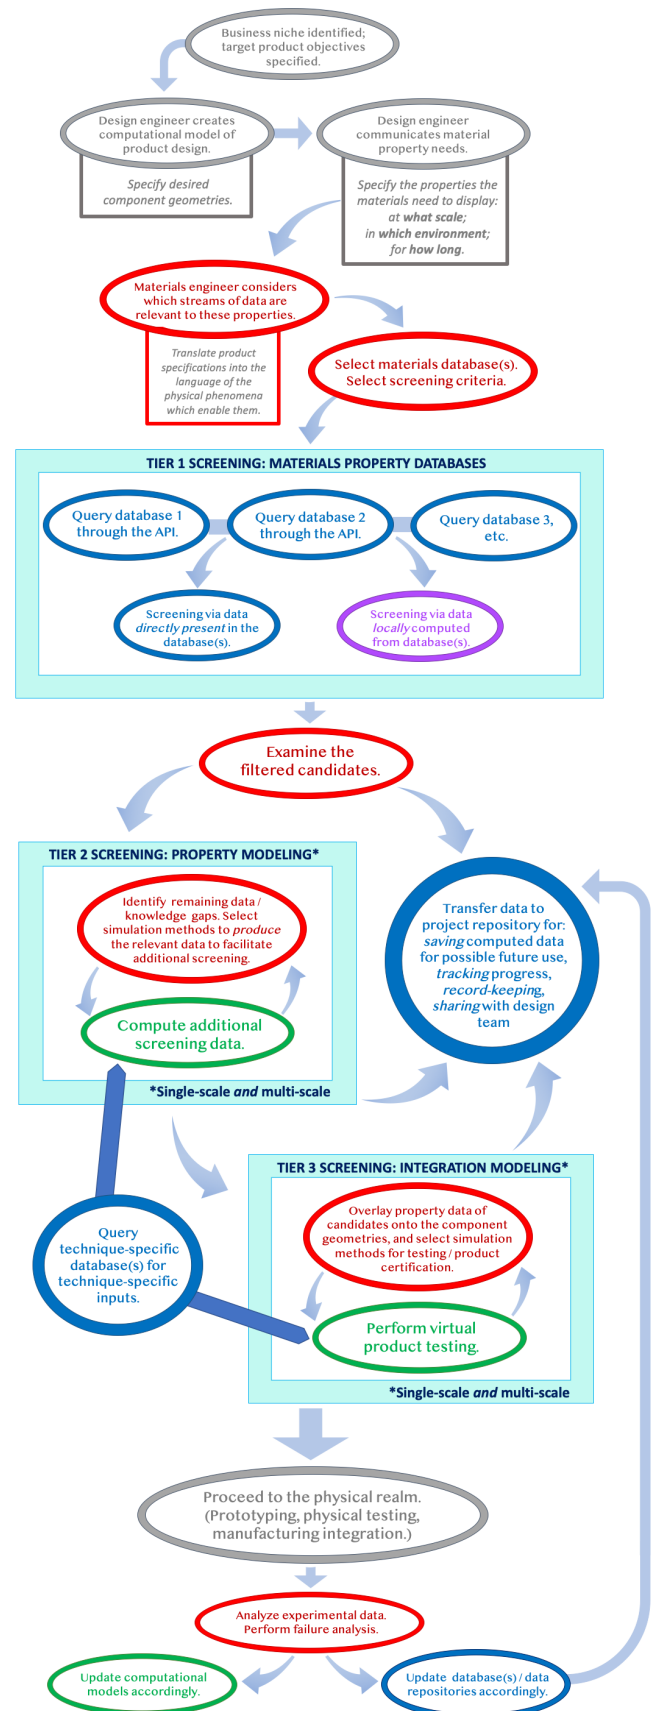 Business niche identified;
target product objectives
specified.
Design engineer creates
computational model of
product design.
Design engineer
communicates material
property needs.
Specify desired
component geometries.
Specify the properties the
materials need to display:
at what scale;
in which environment;
for how long.
Materials engineer considers
which streams of data are
relevant to these properties.
Translate product
specifications into the
language of the
physical phenomena
which enable them.
Select materials database(s).
Select screening criteria.
TIER 1 SCREENING: MATERIALS PROPERTY DATABASES
Query database 1
through the API.
Query database 2
through the API.
Query database 3,
etc.
Screening via data
directly present in the
database(s).
Screening via data
locally computed
from database(s).
Examine the
filtered candidates.
TIER 2 SCREENING: PROPERTY MODELING*
Identify remaining data /
knowledge gaps. Select
simulation methods to produce
the relevant data to facilitate
additional screening.
Compute additional
screening data.
*Single-scale and multi-scale
Transfer data to
project repository for:
saving computed data
for possible future use,
tracking progress,
record-keeping,
sharing with design
team
TIER 3 SCREENING: INTEGRATION MODELING*
Overlay property data of
candidates onto the component
geometries, and select simulation
methods for testing / product
certification.
Perform virtual
product testing.
*Single-scale and multi-scale
Query
technique-specific
database(s) for
technique-specific
inputs.
Proceed to the physical realm.
(Prototyping, physical testing,
manufacturing integration.)
Analyze experimental data.
Perform failure analysis.
Update computational
models accordingly.
Update database(s) / data
repositories accordingly.